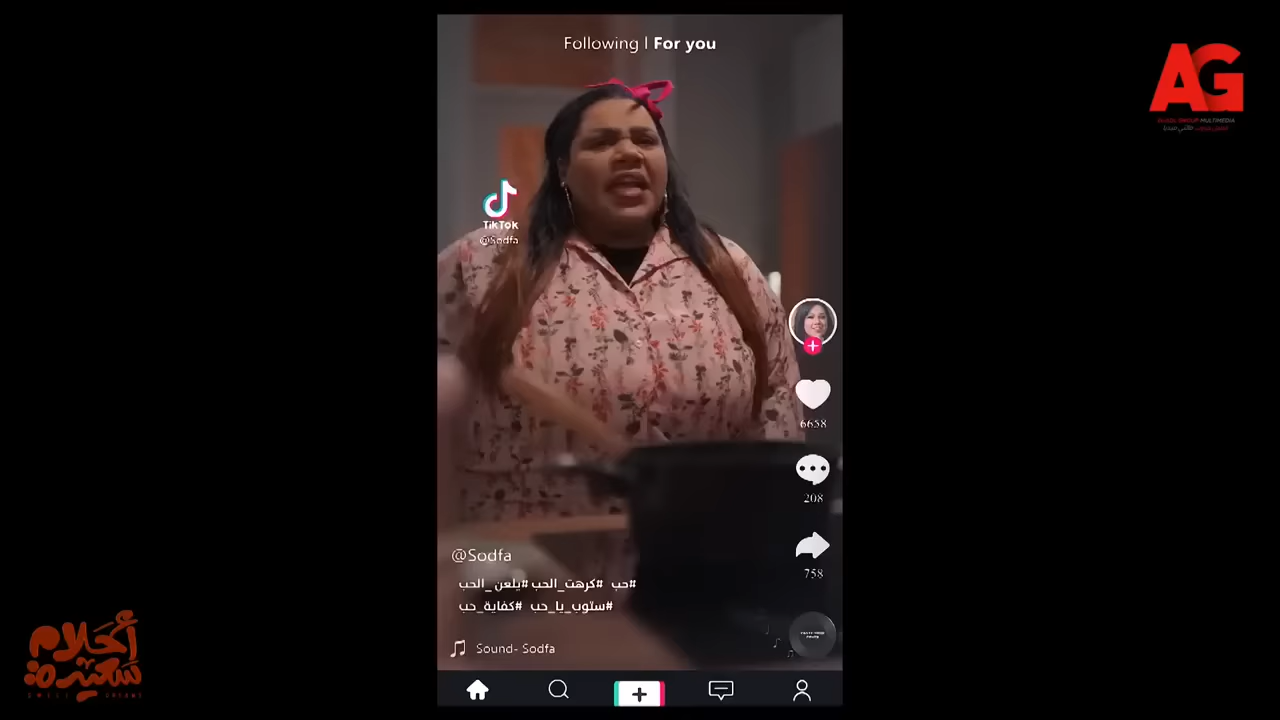 Following | For you
AG
TikTok
@Sodfa
6658
208
758
@Sodfa
#حب #كرهت_الحب #يلعن_الحب
#ستوب_يا_حب #كفاية_حب
Sound- Sodfa
أحلام
سعيدة